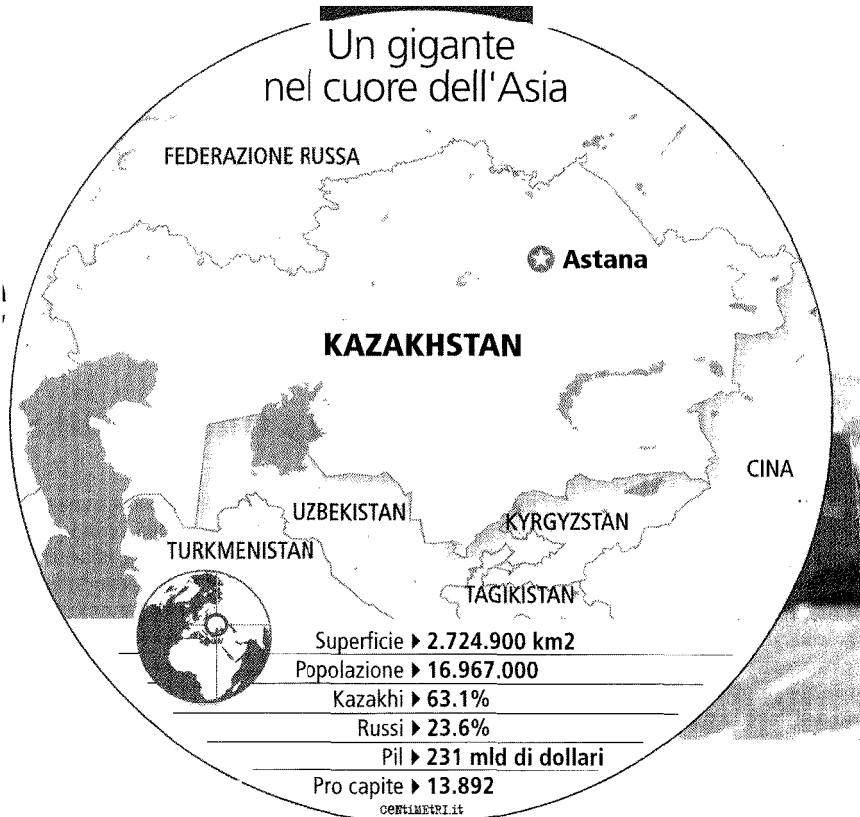 Un gigante
nel cuore dell'Asia
FEDERAZIONE RUSSA
Astana
KAZAKHSTAN
CINA
UZBEKISTAN
KYRGYZSTAN
TURKMENISTAN
TAGIKISTAN
Superficie ▸ 2.724.900 km2
Popolazione ▸ 16.967.000
Kazakhi ▸ 63.1%
Russi ▸ 23.6%
Pil ▸ 231 mld di dollari
Pro capite ▸ 13.892
CENTIMETRI.it